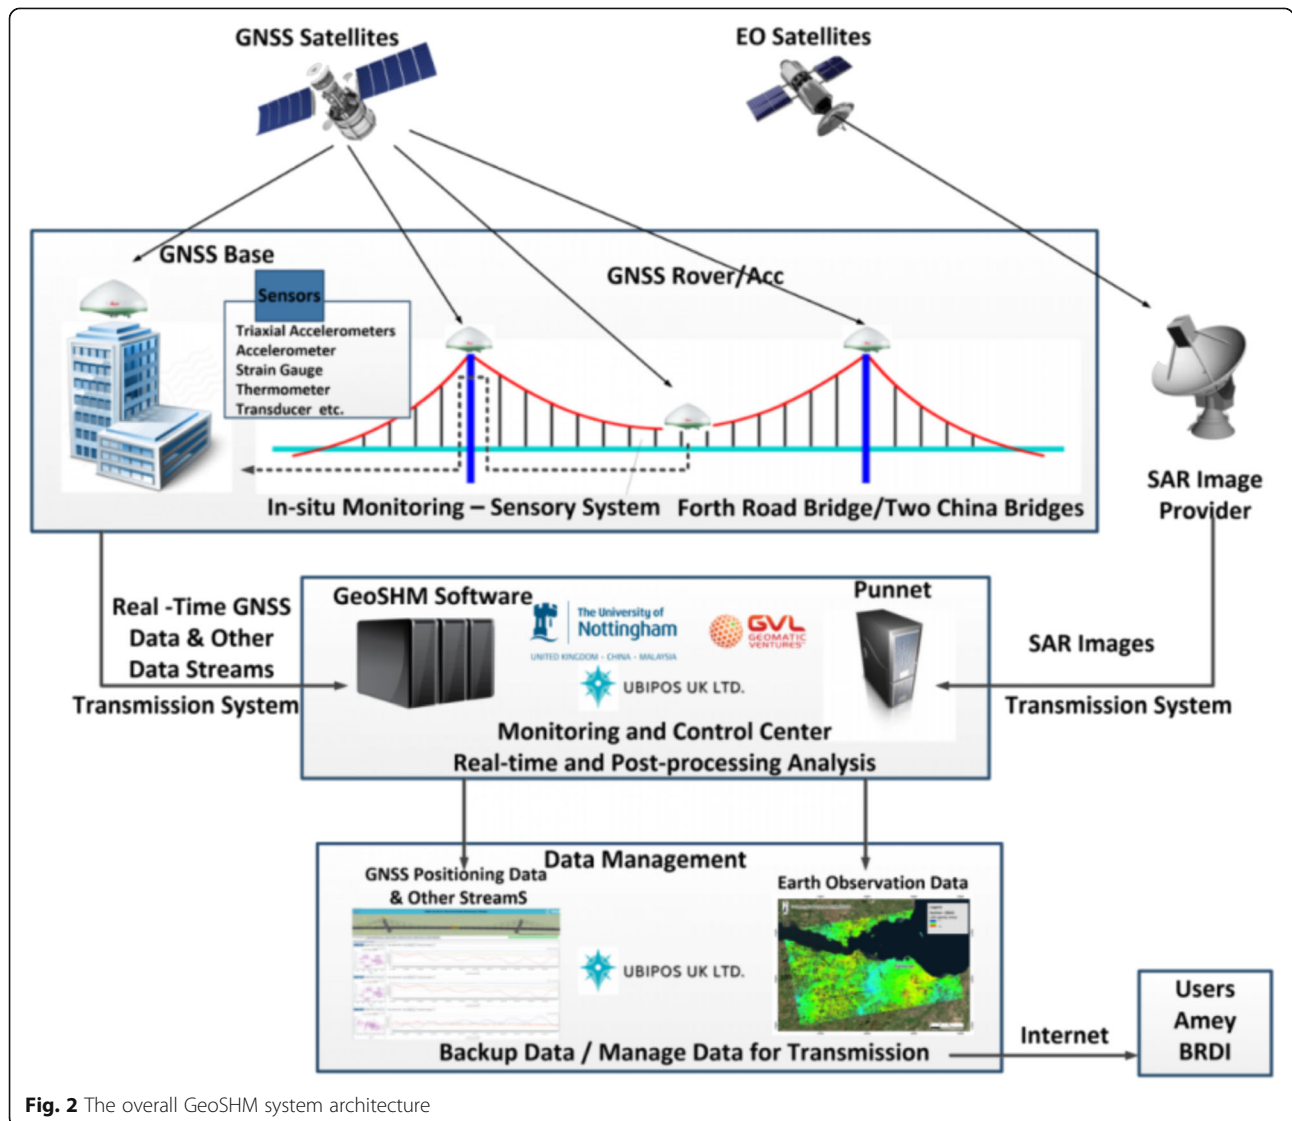 GNSS Satellites
EO Satellites
GNSS Base
GNSS Rover/Acc
Sensors
Triaxial Accelerometers
Accelerometer
Strain Gauge
Thermometer
Transducer etc.
In-situ Monitoring – Sensory System
Forth Road Bridge/Two China Bridges
SAR Image
Provider
Real -Time GNSS
Data & Other
Data Streams
Transmission System
GeoSHM Software
The University of
Nottingham
UNITED KINGDOM • CHINA • MALAYSIA
GVL
GEOMATIC
VENTURES
UBIPOS UK LTD.
Punnet
Monitoring and Control Center
Real-time and Post-processing Analysis
SAR Images
Transmission System
Data Management
GNSS Positioning Data
& Other StreamS
Earth Observation Data
UBIPOS UK LTD.
Backup Data / Manage Data for Transmission
Internet
Users
Amey
BRDI
Fig. 2 The overall GeoSHM system architecture